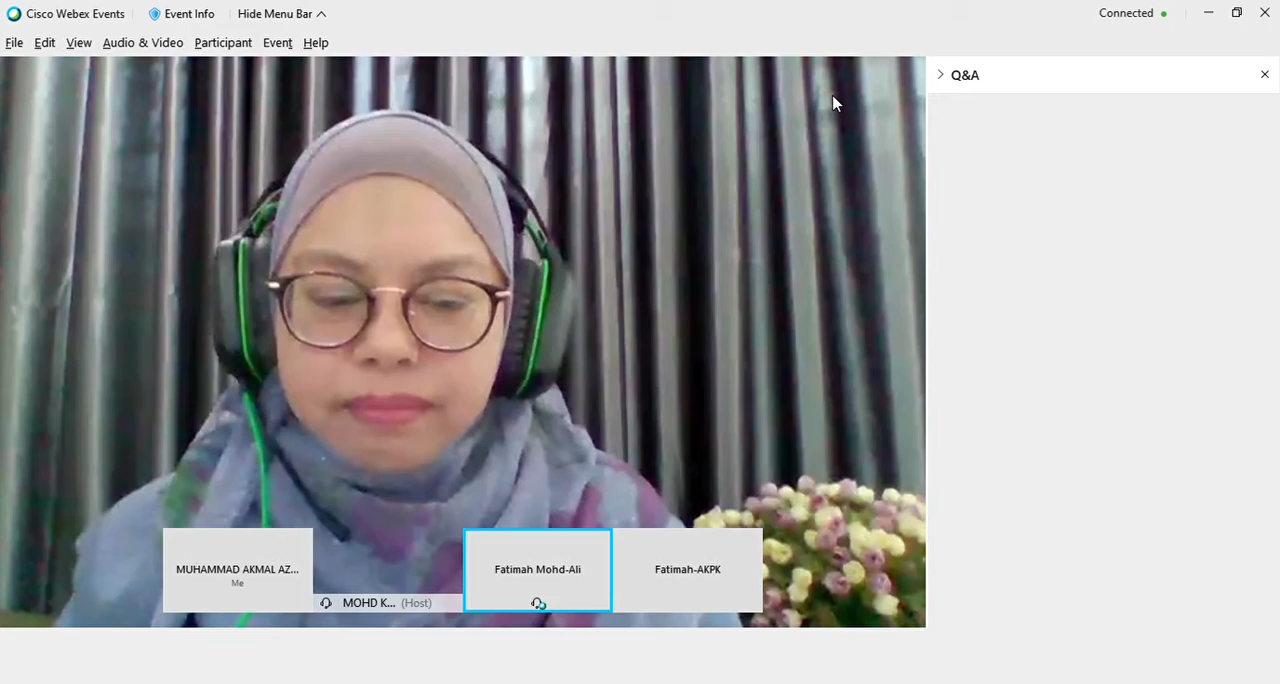 Cisco Webex Events Event Info Hide Menu Bar Connected
File Edit View Audio & Video Participant Event Help
Q&A
MUHAMMAD AKMAL AZ...
Me
MOHD K... (Host)
Fatimah Mohd-Ali
Fatimah-AKPK